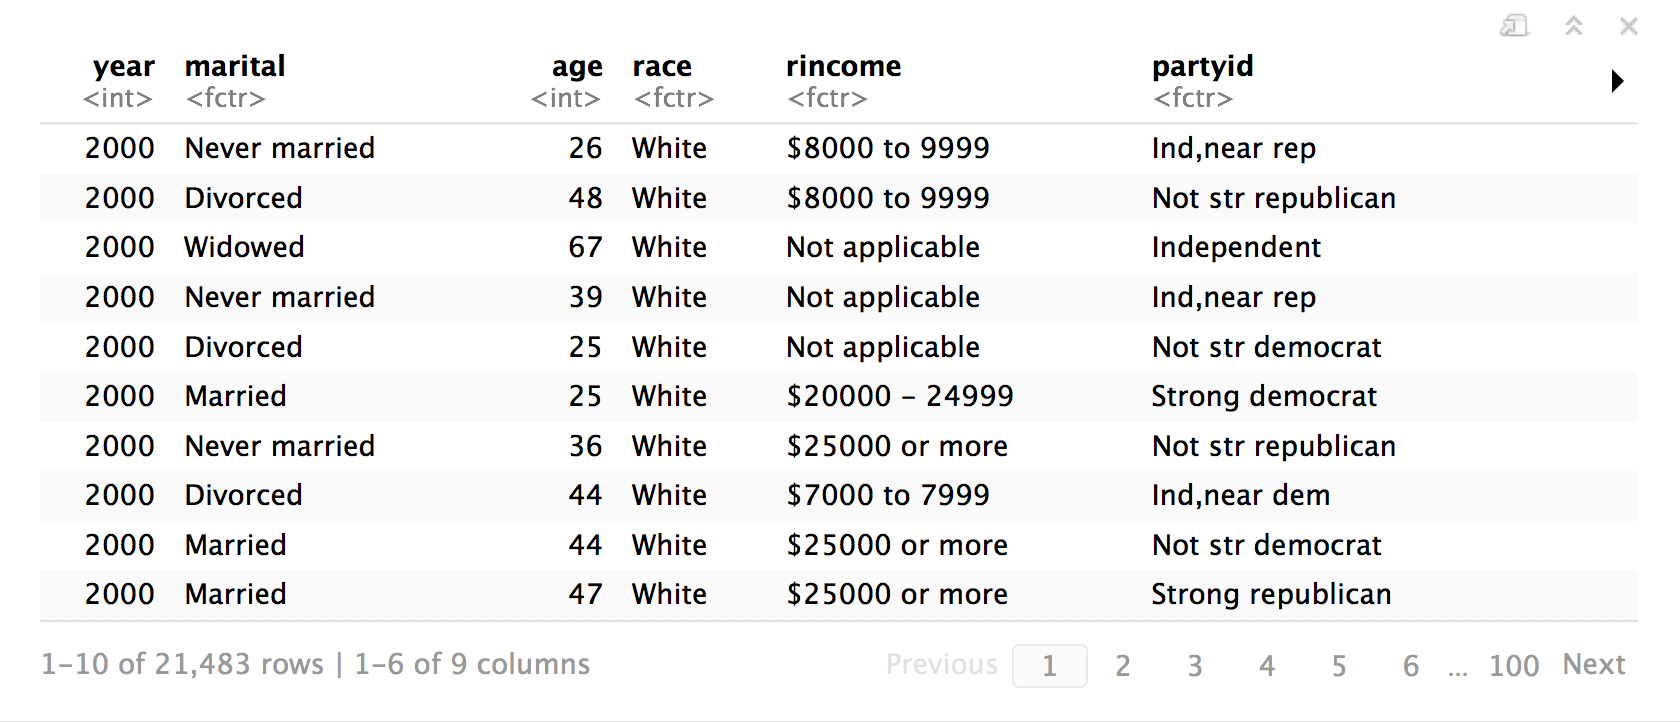 year marital age race rincome partyid
<int> <fctr> <int> <fctr> <fctr> <fctr>
2000 Never married 26 White $8000 to 9999 Ind,near rep
2000 Divorced 48 White $8000 to 9999 Not str republican
2000 Widowed 67 White Not applicable Independent
2000 Never married 39 White Not applicable Ind,near rep
2000 Divorced 25 White Not applicable Not str democrat
2000 Married 25 White $20000 - 24999 Strong democrat
2000 Never married 36 White $25000 or more Not str republican
2000 Divorced 44 White $7000 to 7999 Ind,near dem
2000 Married 44 White $25000 or more Not str democrat
2000 Married 47 White $25000 or more Strong republican
1-10 of 21,483 rows | 1-6 of 9 columns Previous 1 2 3 4 5 6 ... 100 Next